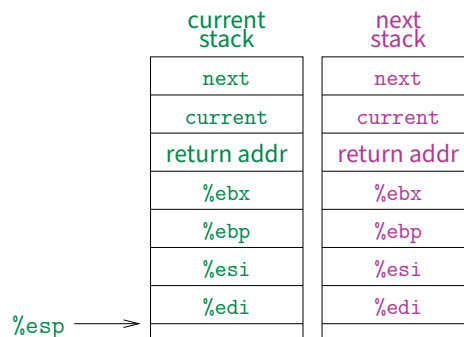 current next
stack stack
next next
current current
return addr return addr
%ebx %ebx
%ebp %ebp
%esi %esi
%edi %edi
%esp